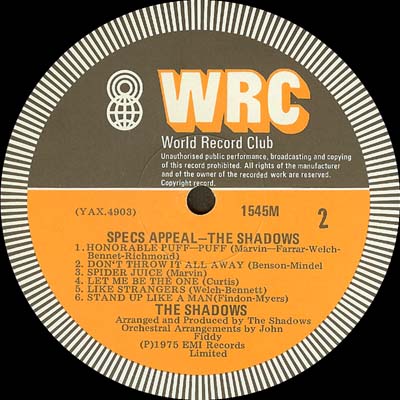 WRC
World Record Club
Unauthorised public performance, broadcasting and copying
of this record prohibited. All rights of the manufacturer
and of the owner of the recorded work are reserved.
Copyright record.
(YAX.4903)
1545M
2
SPECS APPEAL—THE SHADOWS
1. HONORABLE PUFF—PUFF (Marvin—Farrar-Welch-
Bennet-Richmond)
2. DON'T THROW IT ALL AWAY (Benson-Mindel
3. SPIDER JUICE (Marvin)
4. LET ME BE THE ONE (Curtis)
5. LIKE STRANGERS (Welch-Bennett)
6. STAND UP LIKE A MAN(Findon-Myers)
THE SHADOWS
Arranged and Produced by The Shadows
Orchestral Arrangements by John
Fiddy
(P)1975 EMI Records
Limited